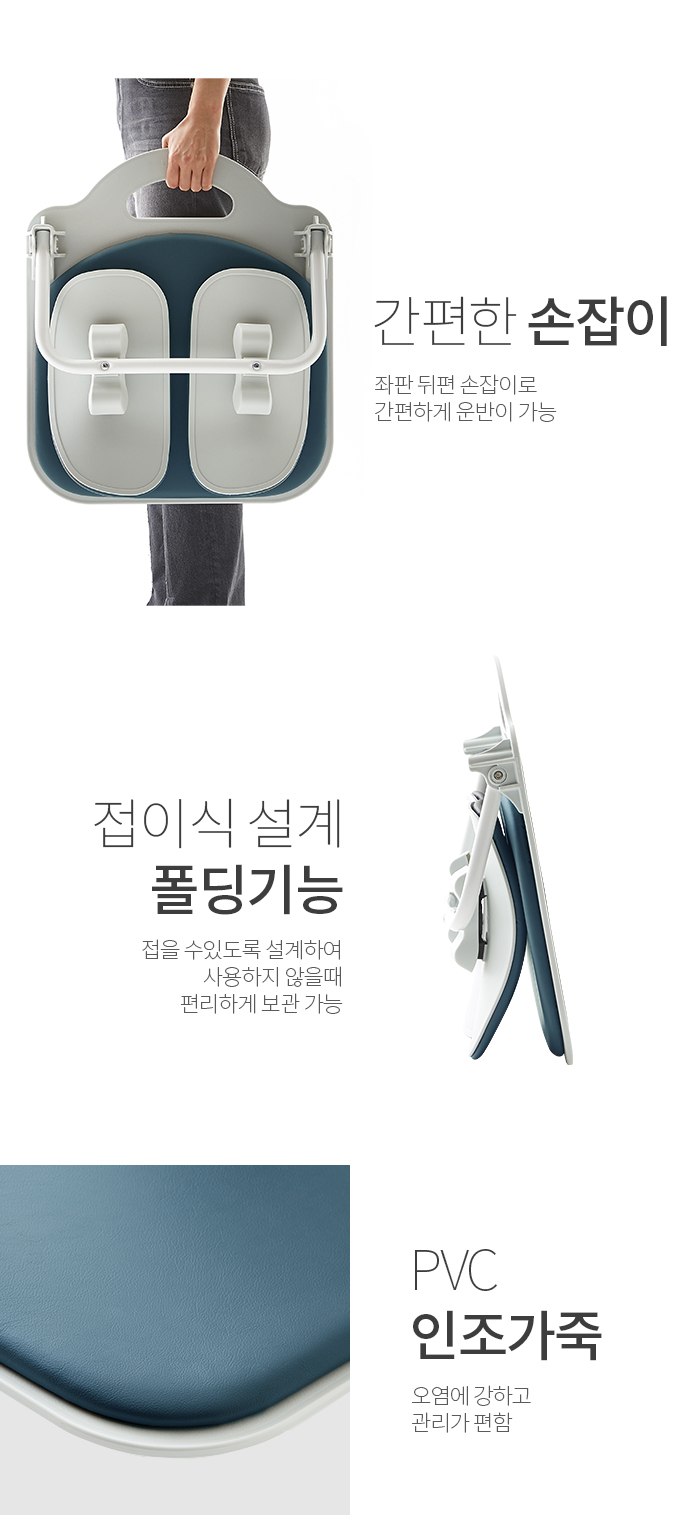 간편한 손잡이
좌판 뒤편 손잡이로
간편하게 운반이 가능
접이식 설계
폴딩기능
접을 수있도록 설계하여
사용하지 않을때
편리하게 보관 가능
PVC
인조가죽
오염에 강하고
관리가 편함